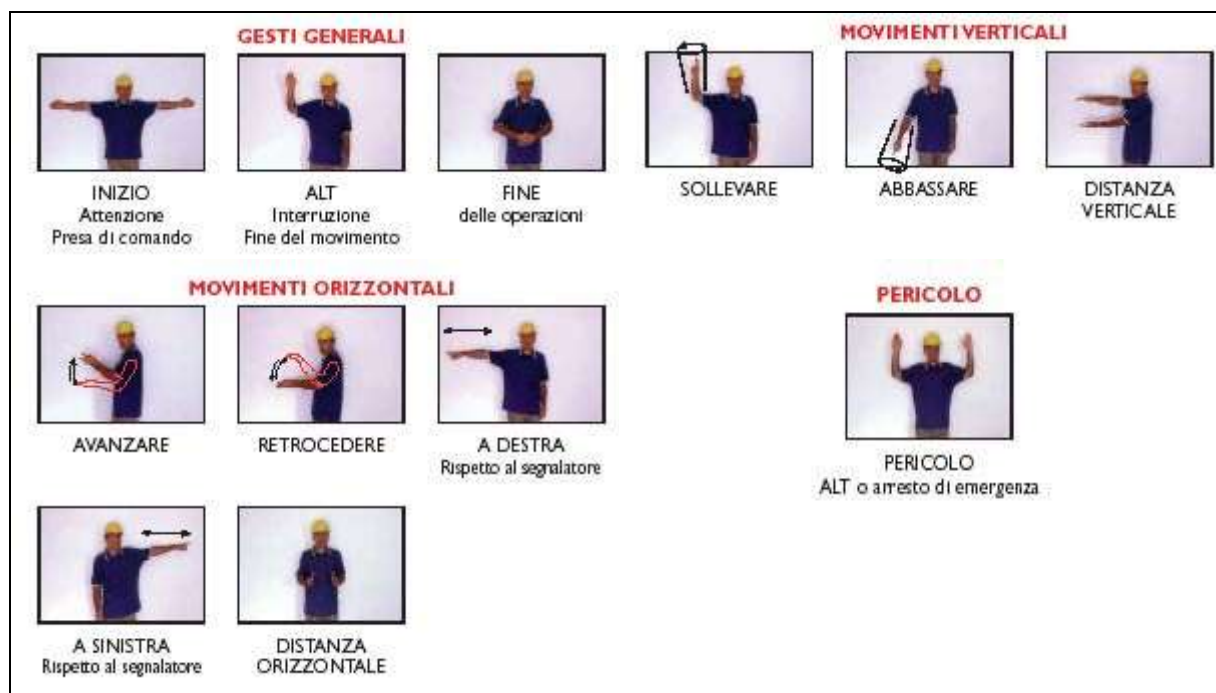 GESTI GENERALI
INIZIO
Attenzione
Presa di comando
ALT
Interruzione
Fine del movimento
FINE
delle operazioni
MOVIMENTI VERTICALI
SOLLEVARE
ABBASSARE
DISTANZA
VERTICALE
MOVIMENTI ORIZZONTALI
AVANZARE
RETROCEDERE
A DESTRA
Rispetto al segnalatore
A SINISTRA
Rispetto al segnalatore
DISTANZA
ORIZZONTALE
PERICOLO
PERICOLO
ALT o arresto di emergenza